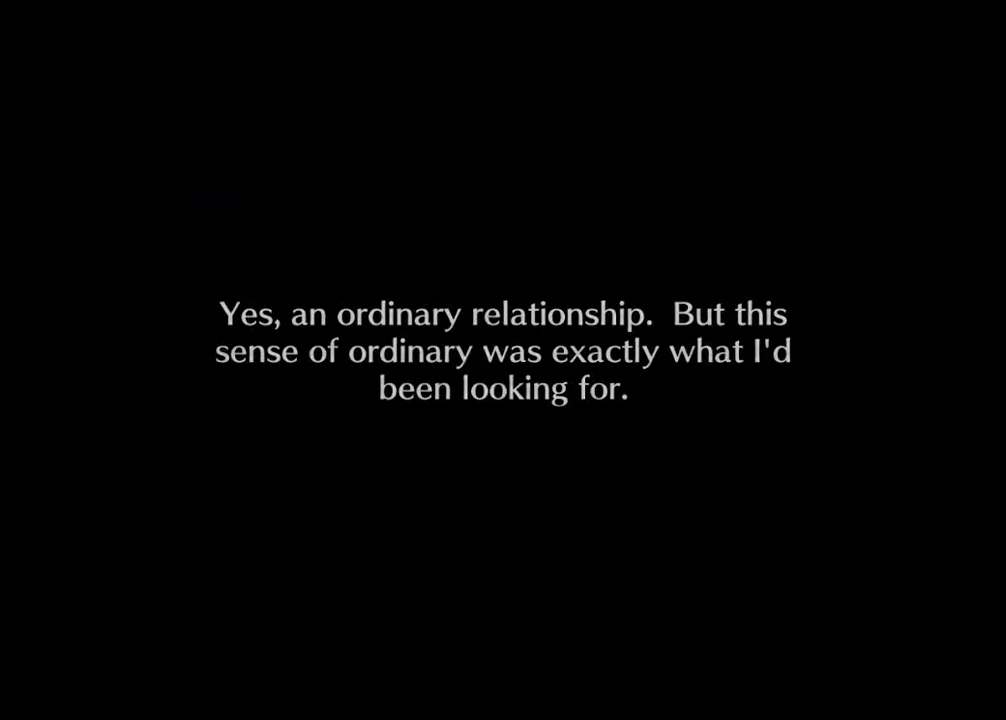 Yes, an ordinary relationship.  But this
sense of ordinary was exactly what I'd
been looking for.